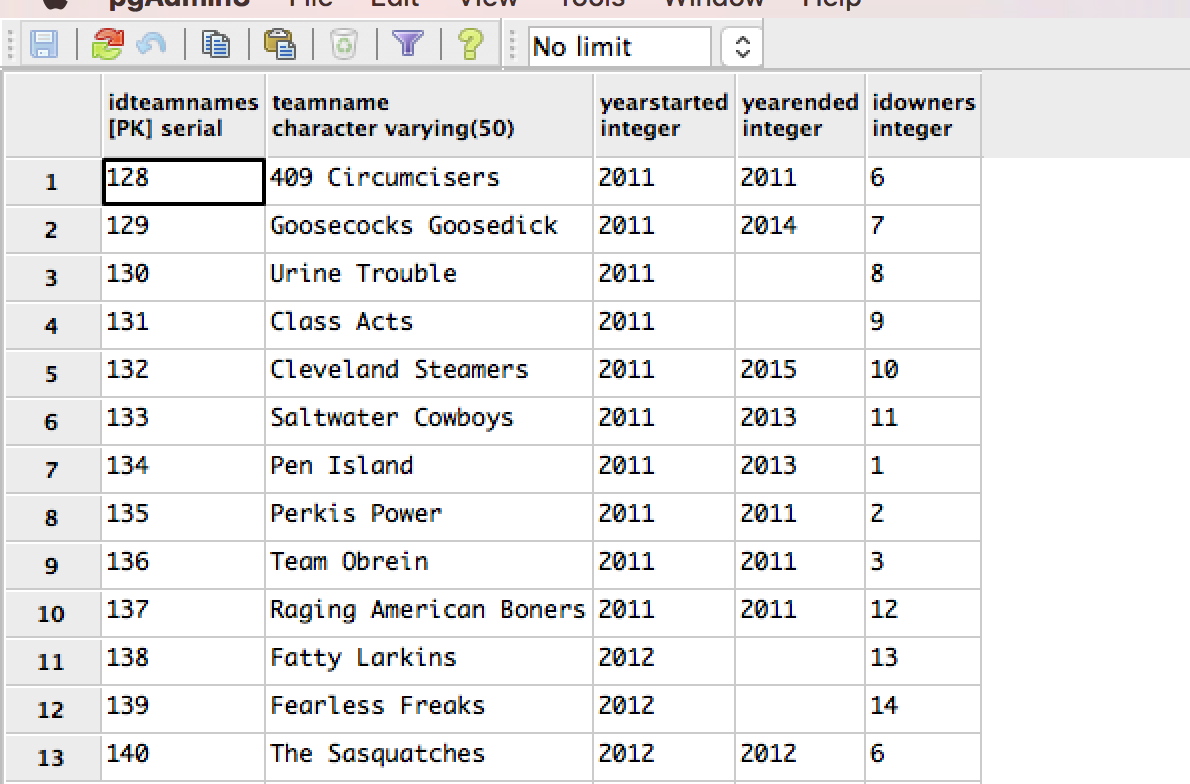 pgAdmin3 File Edit View Tools Window Help
No limit
idteamnames teamname yearstarted yearended idowners
[PK] serial character varying(50) integer integer integer
1 128 409 Circumcisers 2011 2011 6
2 129 Goosecocks Goosedick 2011 2014 7
3 130 Urine Trouble 2011 8
4 131 Class Acts 2011 9
5 132 Cleveland Steamers 2011 2015 10
6 133 Saltwater Cowboys 2011 2013 11
7 134 Pen Island 2011 2013 1
8 135 Perkis Power 2011 2011 2
9 136 Team Obrein 2011 2011 3
10 137 Raging American Boners 2011 2011 12
11 138 Fatty Larkins 2012 13
12 139 Fearless Freaks 2012 14
13 140 The Sasquatches 2012 2012 6